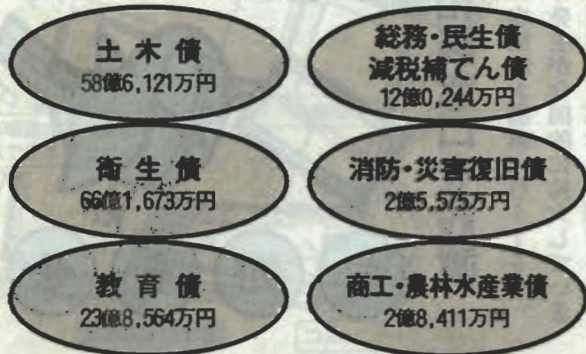 土木債
58億6,121万円
総務・民生債
減税補てん債
12億0,244万円
衛生債
66億1,673万円
消防・災害復旧債
2億5,575万円
教育債
23億8,564万円
商工・農林水産業債
2億8,411万円